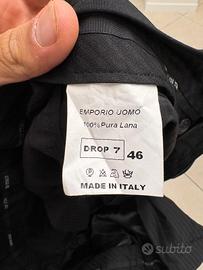 EMPORIO UOMO
100%Pura Lana
DROP 7 46
MADE IN ITALY
subito